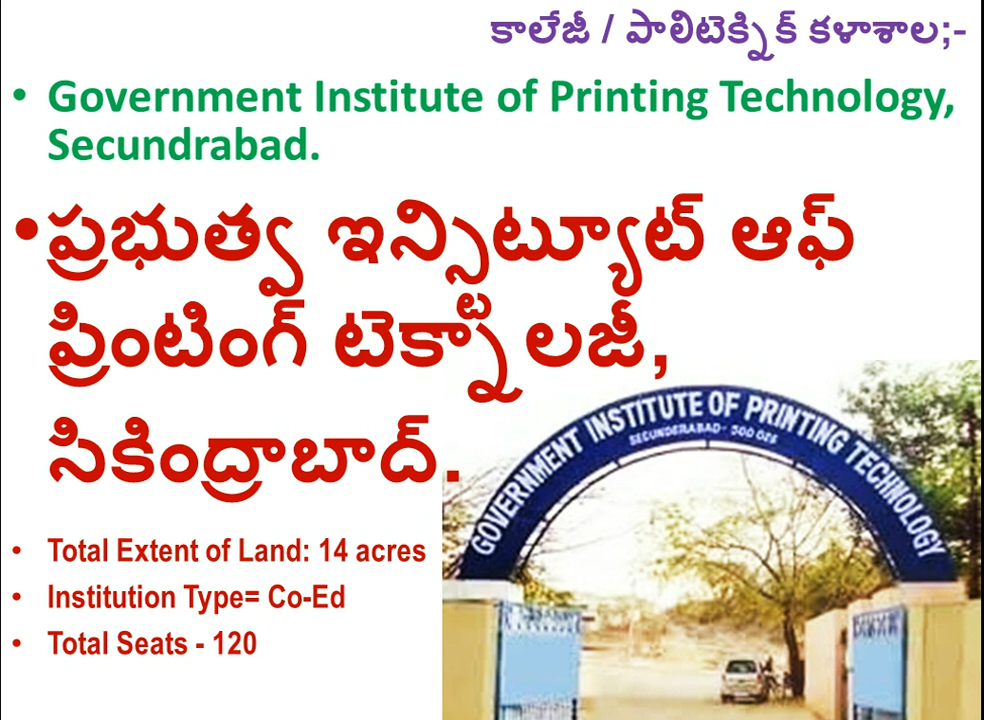 కాలేజీ / పాలిటెక్నిక్ కళాశాల;-
• Government Institute of Printing Technology,
Secundrabad.
•ప్రభుత్వ ఇన్స్టిట్యూట్ ఆఫ్
ప్రింటింగ్ టెక్నాలజీ,
సికింద్రాబాద్.
GOVERNMENT INSTITUTE OF PRINTING TECHNOLOGY
SECUNDERABAD- 500 026
• Total Extent of Land: 14 acres
• Institution Type= Co-Ed
• Total Seats - 120